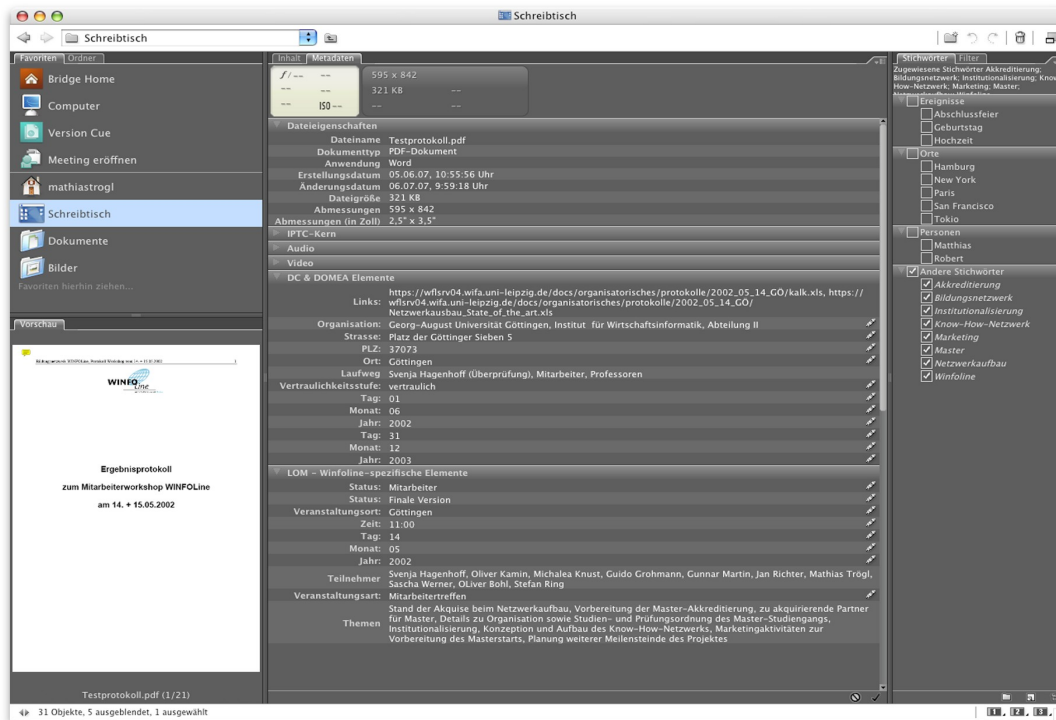 Schreibtisch
Schreibtisch
Favoriten Ordner
Bridge Home
Computer
Version Cue
Meeting eröffnen
mathiastrogl
Schreibtisch
Dokumente
Bilder
Favoriten hierhin ziehen...
Vorschau
1
WINFO
Line
Ergebnisprotokoll
zum Mitarbeiterworkshop WINFOLine
am 14. + 15.05.2002
Testprotokoll.pdf (1/21)
Inhalt Metadaten
f/-- --
-- --
-- ISO --
595 x 842
321 KB --
-- --
Dateieigenschaften
Dateiname Testprotokoll.pdf
Dokumenttyp PDF-Dokument
Anwendung Word
Erstellungsdatum 05.06.07, 10:55:56 Uhr
Änderungsdatum 06.07.07, 9:59:18 Uhr
Dateigröße 321 KB
Abmessungen 595 x 842
Abmessungen (in Zoll) 2,5" x 3,5"
IPTC-Kern
Audio
Video
DC & DOMEA Elemente
https://wflsrv04.wifa.uni-leipzig.de/docs/organisatorisches/protokolle/2002_05_14_GÖ/kalk.xls, https://
Links: wflsrv04.wifa.uni-leipzig.de/docs/organisatorisches/protokolle/2002_05_14_GÖ/
Netzwerkausbau_State_of_the_art.xls
Organisation: Georg-August Universität Göttingen, Institut für Wirtschaftsinformatik, Abteilung II
Strasse: Platz der Göttinger Sieben 5
PLZ: 37073
Ort: Göttingen
Laufweg Svenja Hagenhoff (Überprüfung), Mitarbeiter, Professoren
Vertraulichkeitsstufe: vertraulich
Tag: 01
Monat: 06
Jahr: 2002
Tag: 31
Monat: 12
Jahr: 2003
LOM - Winfoline-spezifische Elemente
Status: Mitarbeiter
Status: Finale Version
Veranstaltungsort: Göttingen
Zeit: 11:00
Tag: 14
Monat: 05
Jahr: 2002
Svenja Hagenhoff, Oliver Kamin, Michalea Knust, Guido Grohmann, Gunnar Martin, Jan Richter, Mathias Trögl,
Teilnehmer Sascha Werner, OLiver Bohl, Stefan Ring
Veranstaltungsart: Mitarbeitertreffen
Stand der Akquise beim Netzwerkaufbau, Vorbereitung der Master-Akkreditierung, zu akquirierende Partner
für Master, Details zu Organisation sowie Studien- und Prüfungsordnung des Master-Studiengangs,
Themen Institutionalisierung, Konzeption und Aufbau des Know-How-Netzwerks, Marketingaktivitäten zur
Vorbereitung des Masterstarts, Planung weiterer Meilensteinde des Projektes
Stichwörter Filter
Zugewiesene Stichwörter Akkreditierung;
Bildungsnetzwerk; Institutionalisierung; Know-
How-Netzwerk; Marketing; Master;
Netzwerkaufbau; Winfoline
Ereignisse
Abschlussfeier
Geburtstag
Hochzeit
Orte
Hamburg
New York
Paris
San Francisco
Tokio
Personen
Matthias
Robert
Andere Stichwörter
Akkreditierung
Bildungsnetzwerk
Institutionalisierung
Know-How-Netzwerk
Marketing
Master
Netzwerkaufbau
Winfoline
31 Objekte, 5 ausgeblendet, 1 ausgewählt
1 2 3